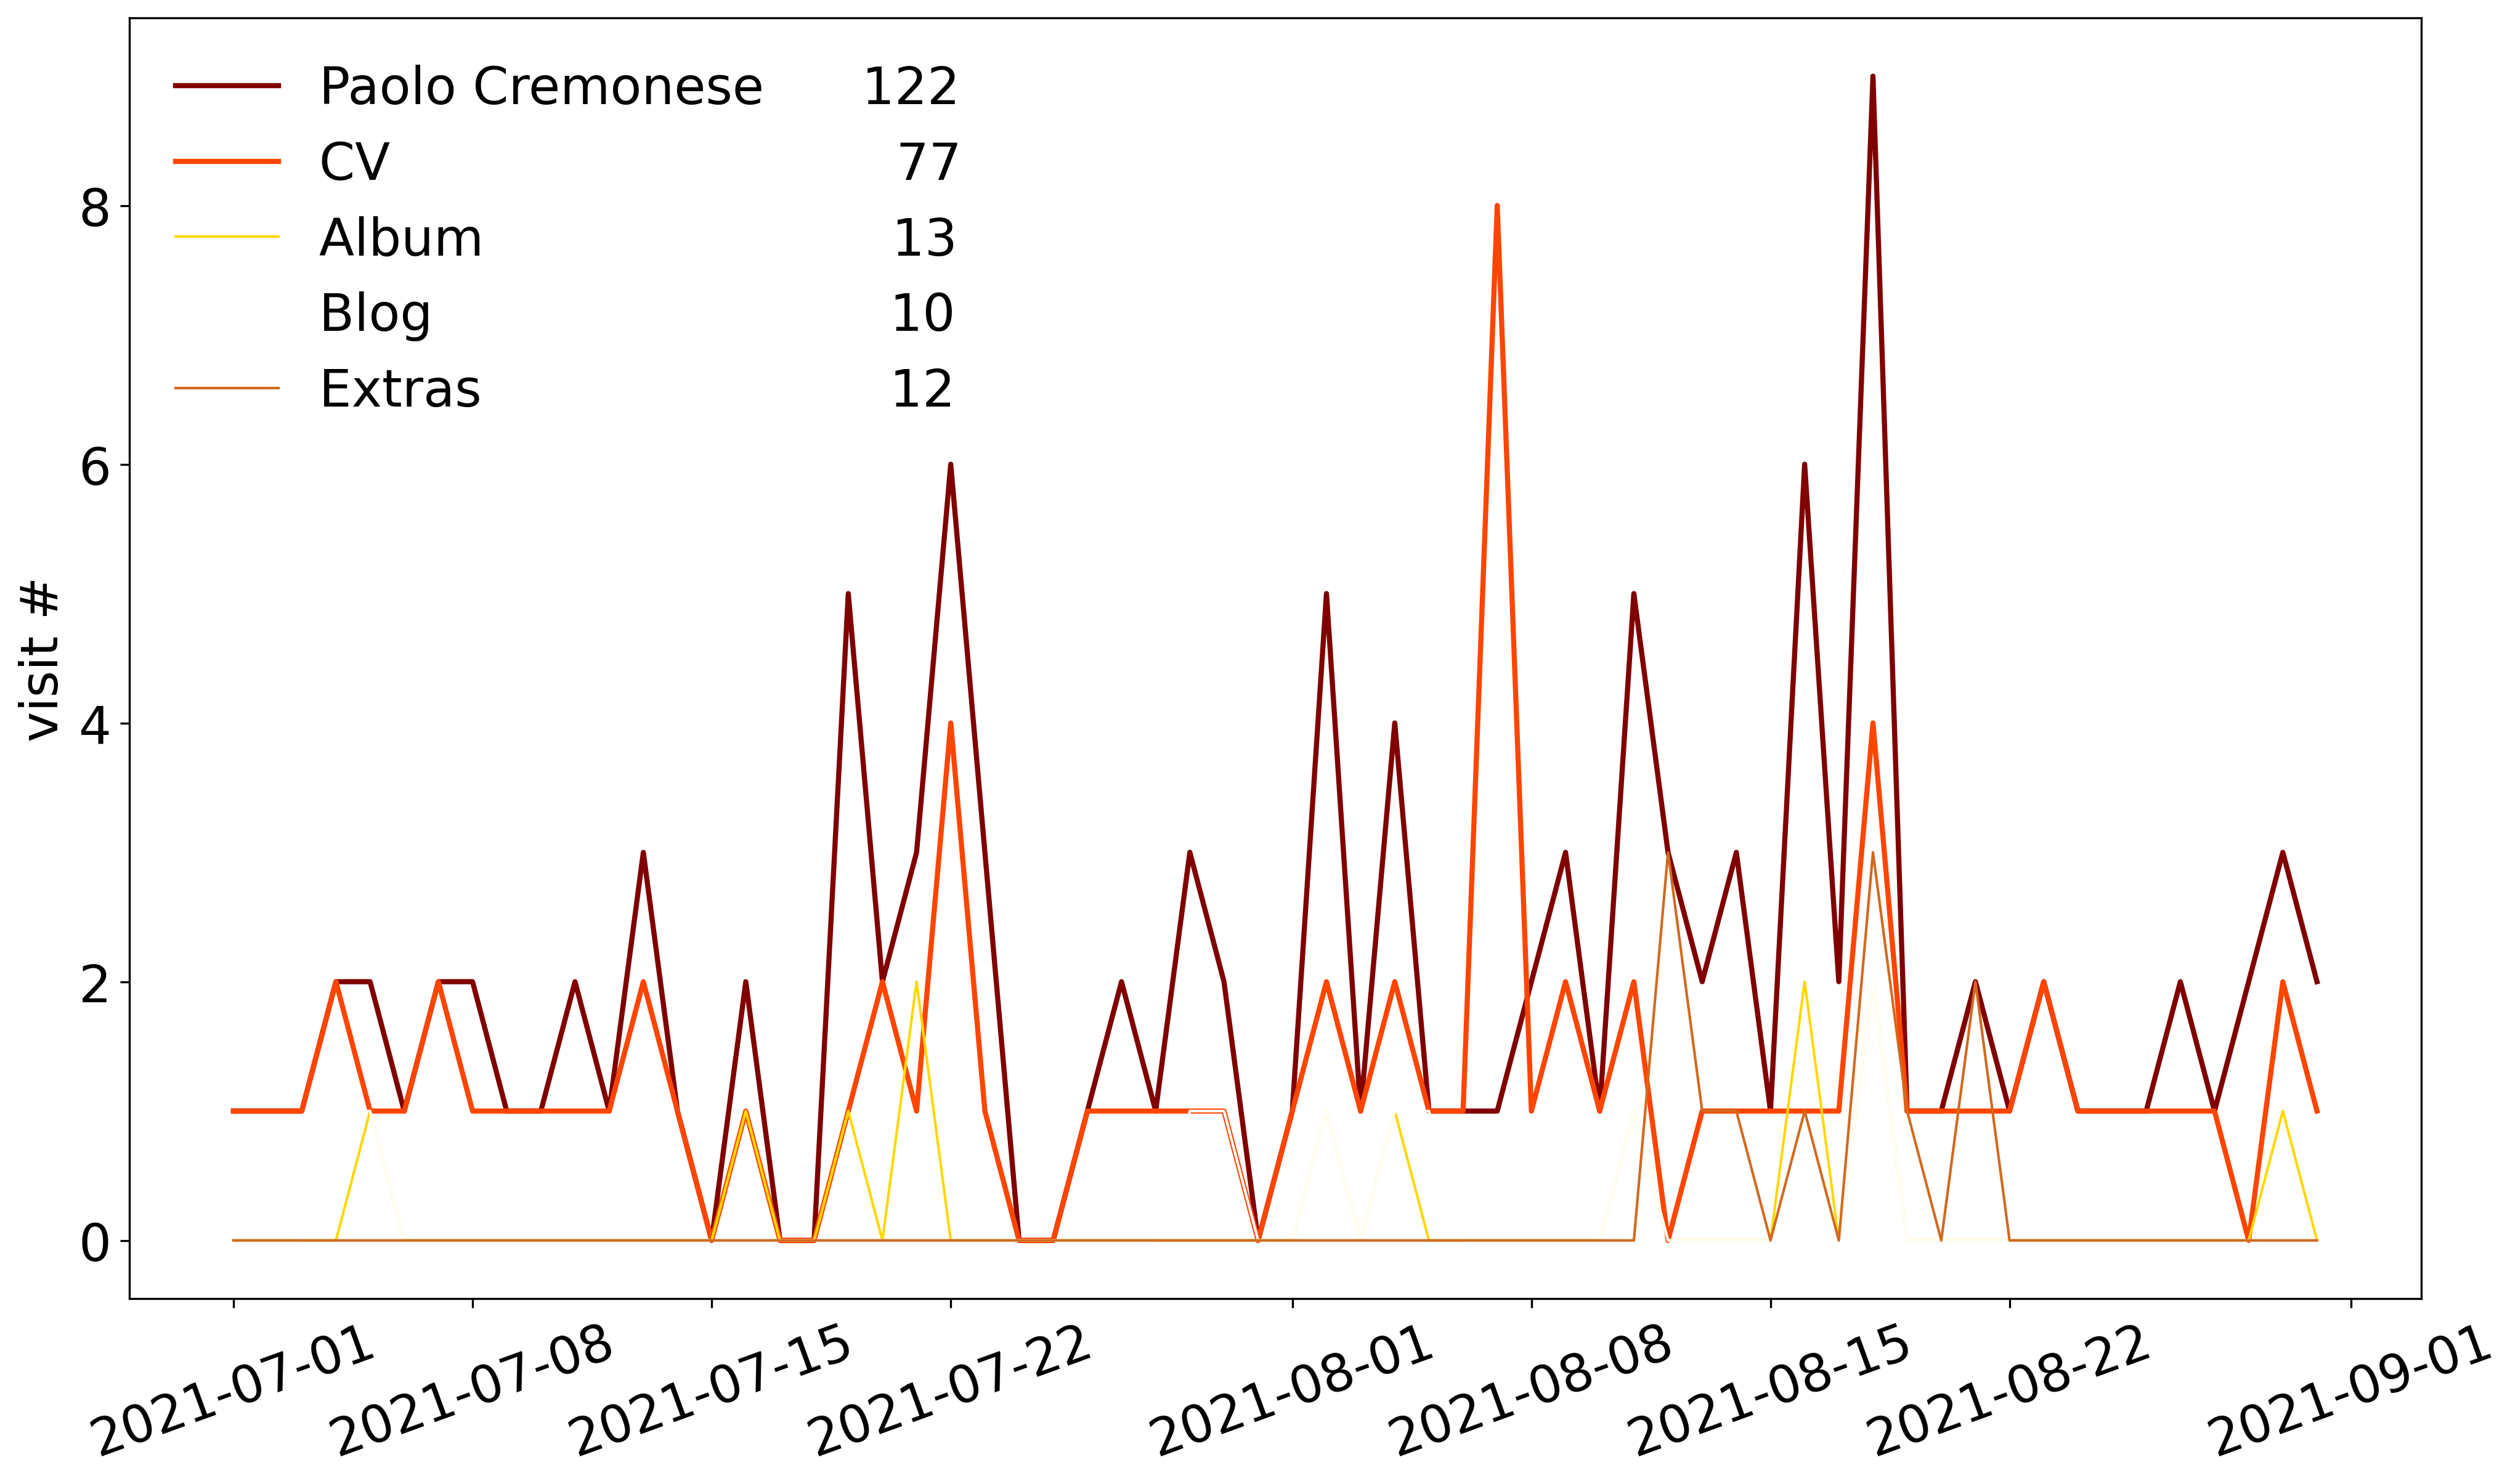 Paolo Cremonese 122
CV 77
Album 13
Blog 10
Extras 12
visit #
8
6
4
2
0
2021-07-01
2021-07-08
2021-07-15
2021-07-22
2021-08-01
2021-08-08
2021-08-15
2021-08-22
2021-09-01